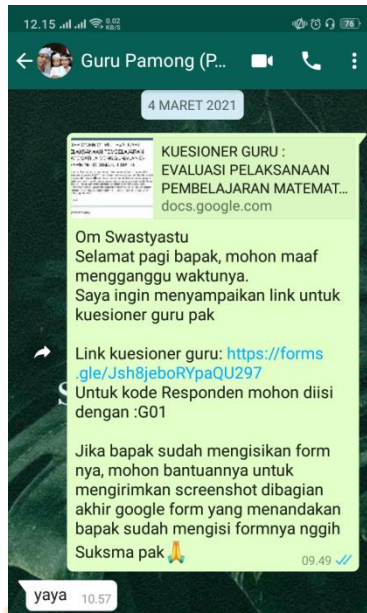 12.15 0.02 KB/S 76
Guru Pamong (P...
4 MARET 2021
KUESIONER GURU :
EVALUASI PELAKSANAAN
PEMBELAJARAN MATEMAT...
docs.google.com
Om Swastyastu
Selamat pagi bapak, mohon maaf
mengganggu waktunya.
Saya ingin menyampaikan link untuk
kuesioner guru pak
Link kuesioner guru: https://forms
.gle/Jsh8jeboRYpaQU297
Untuk kode Responden mohon diisi
dengan :G01
Jika bapak sudah mengisikan form
nya, mohon bantuannya untuk
mengirimkan screenshot dibagian
akhir google form yang menandakan
bapak sudah mengisi formnya nggih
Suksma pak🙏
09.49
yaya 10.57